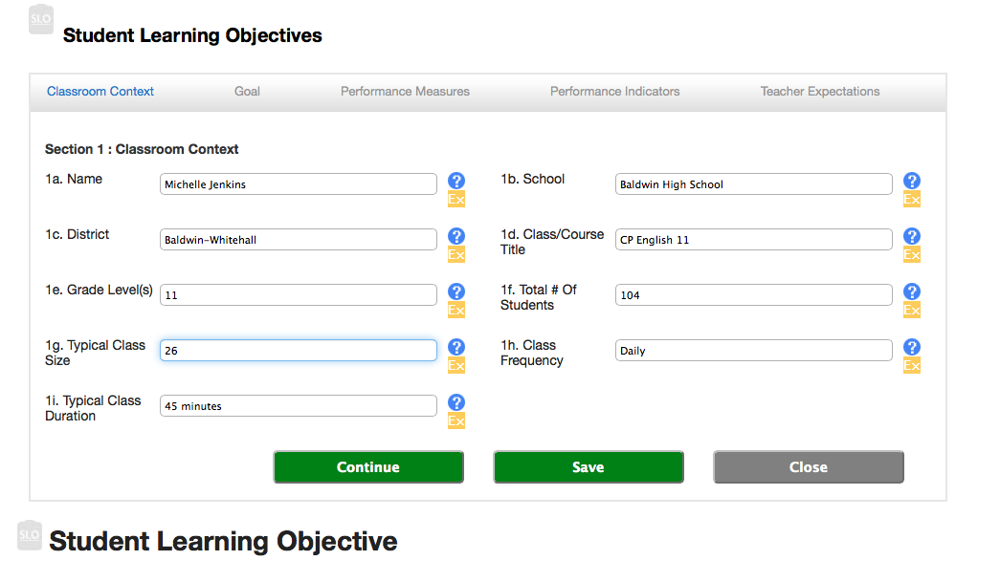 SLO
Student Learning Objectives
Classroom Context Goal Performance Measures Performance Indicators Teacher Expectations
Section 1 : Classroom Context
1a. Name Michelle Jenkins ? Ex
1b. School Baldwin High School ? Ex
1c. District Baldwin-Whitehall ? Ex
1d. Class/Course
Title CP English 11 ? Ex
1e. Grade Level(s) 11 ? Ex
1f. Total # Of
Students 104 ? Ex
1g. Typical Class
Size 26 ? Ex
1h. Class
Frequency Daily ? Ex
1i. Typical Class
Duration 45 minutes ? Ex
Continue Save Close
SLO
Student Learning Objective